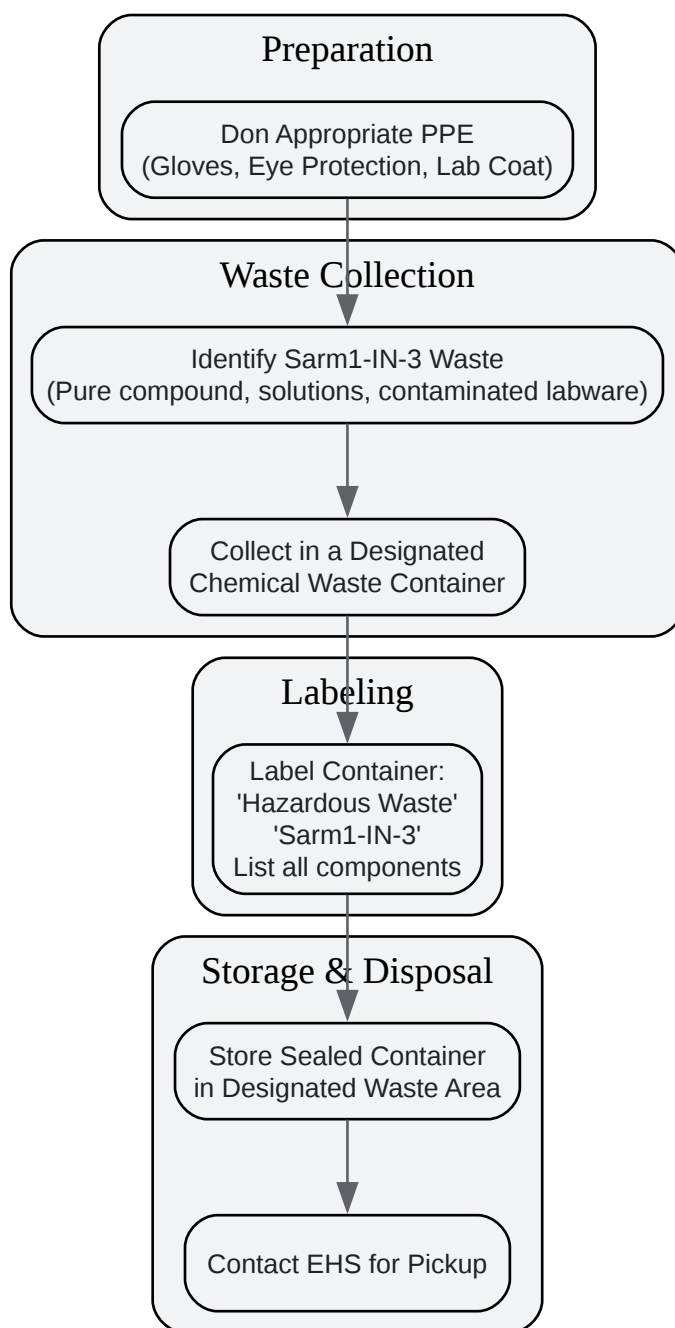 Preparation
Don Appropriate PPE
(Gloves, Eye Protection, Lab Coat)
Waste Collection
Identify Sarm1-IN-3 Waste
(Pure compound, solutions, contaminated labware)
Collect in a Designated
Chemical Waste Container
Labeling
Label Container:
'Hazardous Waste'
'Sarm1-IN-3'
List all components
Storage & Disposal
Store Sealed Container
in Designated Waste Area
Contact EHS for Pickup